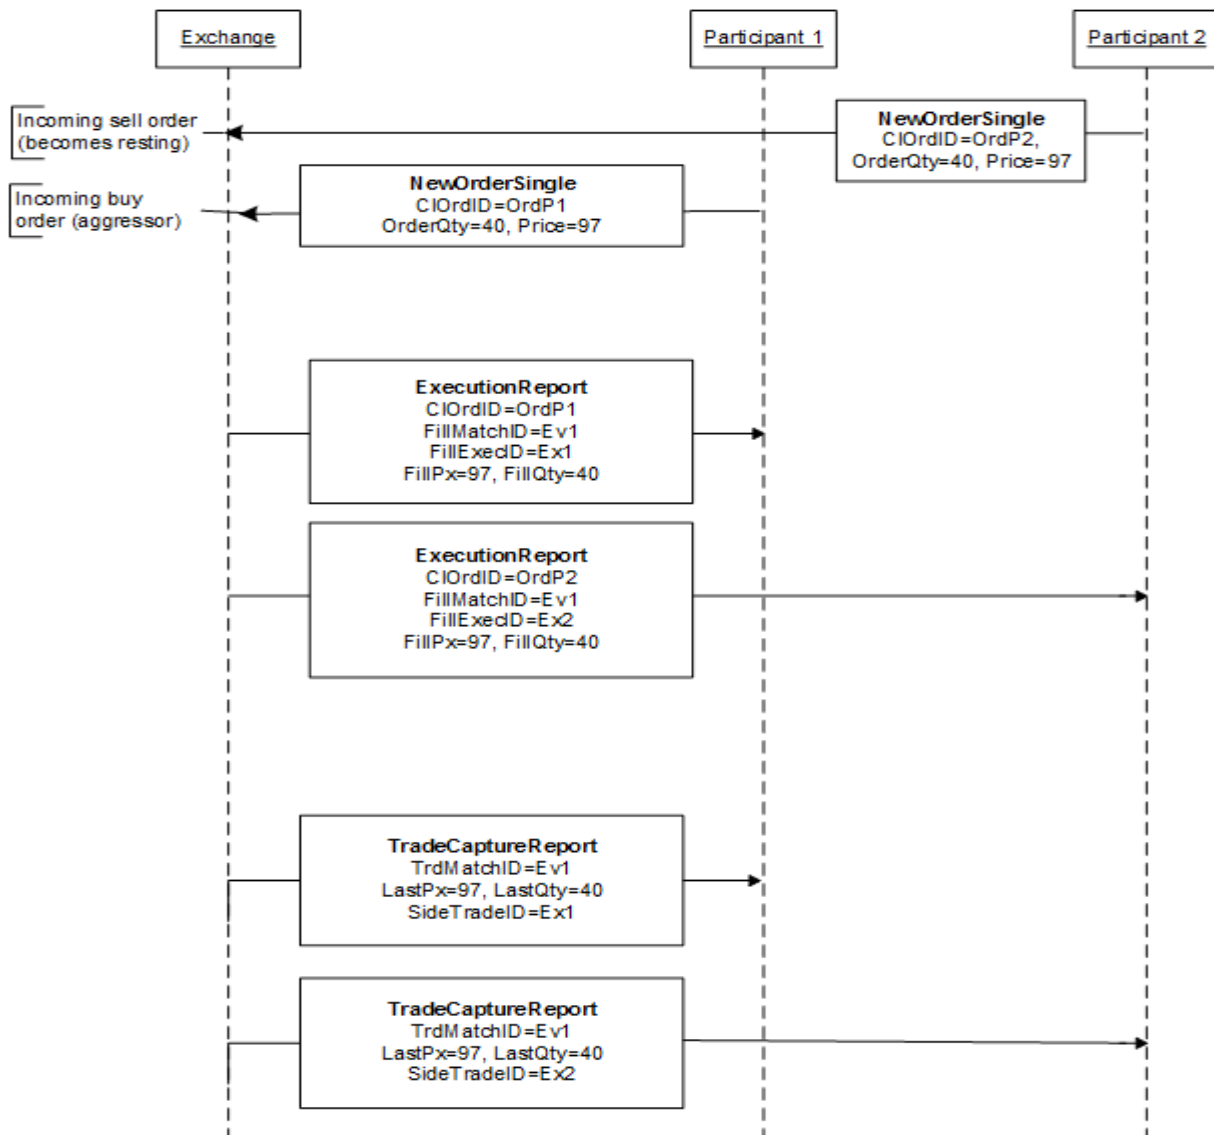 Exchange
Participant 1
Participant 2
Incoming sell order
(becomes resting)
NewOrderSingle
ClOrdID=OrdP2,
OrderQty=40, Price=97
Incoming buy
order (aggressor)
NewOrderSingle
ClOrdID=OrdP1
OrderQty=40, Price=97
ExecutionReport
ClOrdID=OrdP1
FillMatchID=Ev1
FillExecID=Ex1
FillPx=97, FillQty=40
ExecutionReport
ClOrdID=OrdP2
FillMatchID=Ev1
FillExecID=Ex2
FillPx=97, FillQty=40
TradeCaptureReport
TrdMatchID=Ev1
LastPx=97, LastQty=40
SideTradeID=Ex1
TradeCaptureReport
TrdMatchID=Ev1
LastPx=97, LastQty=40
SideTradeID=Ex2